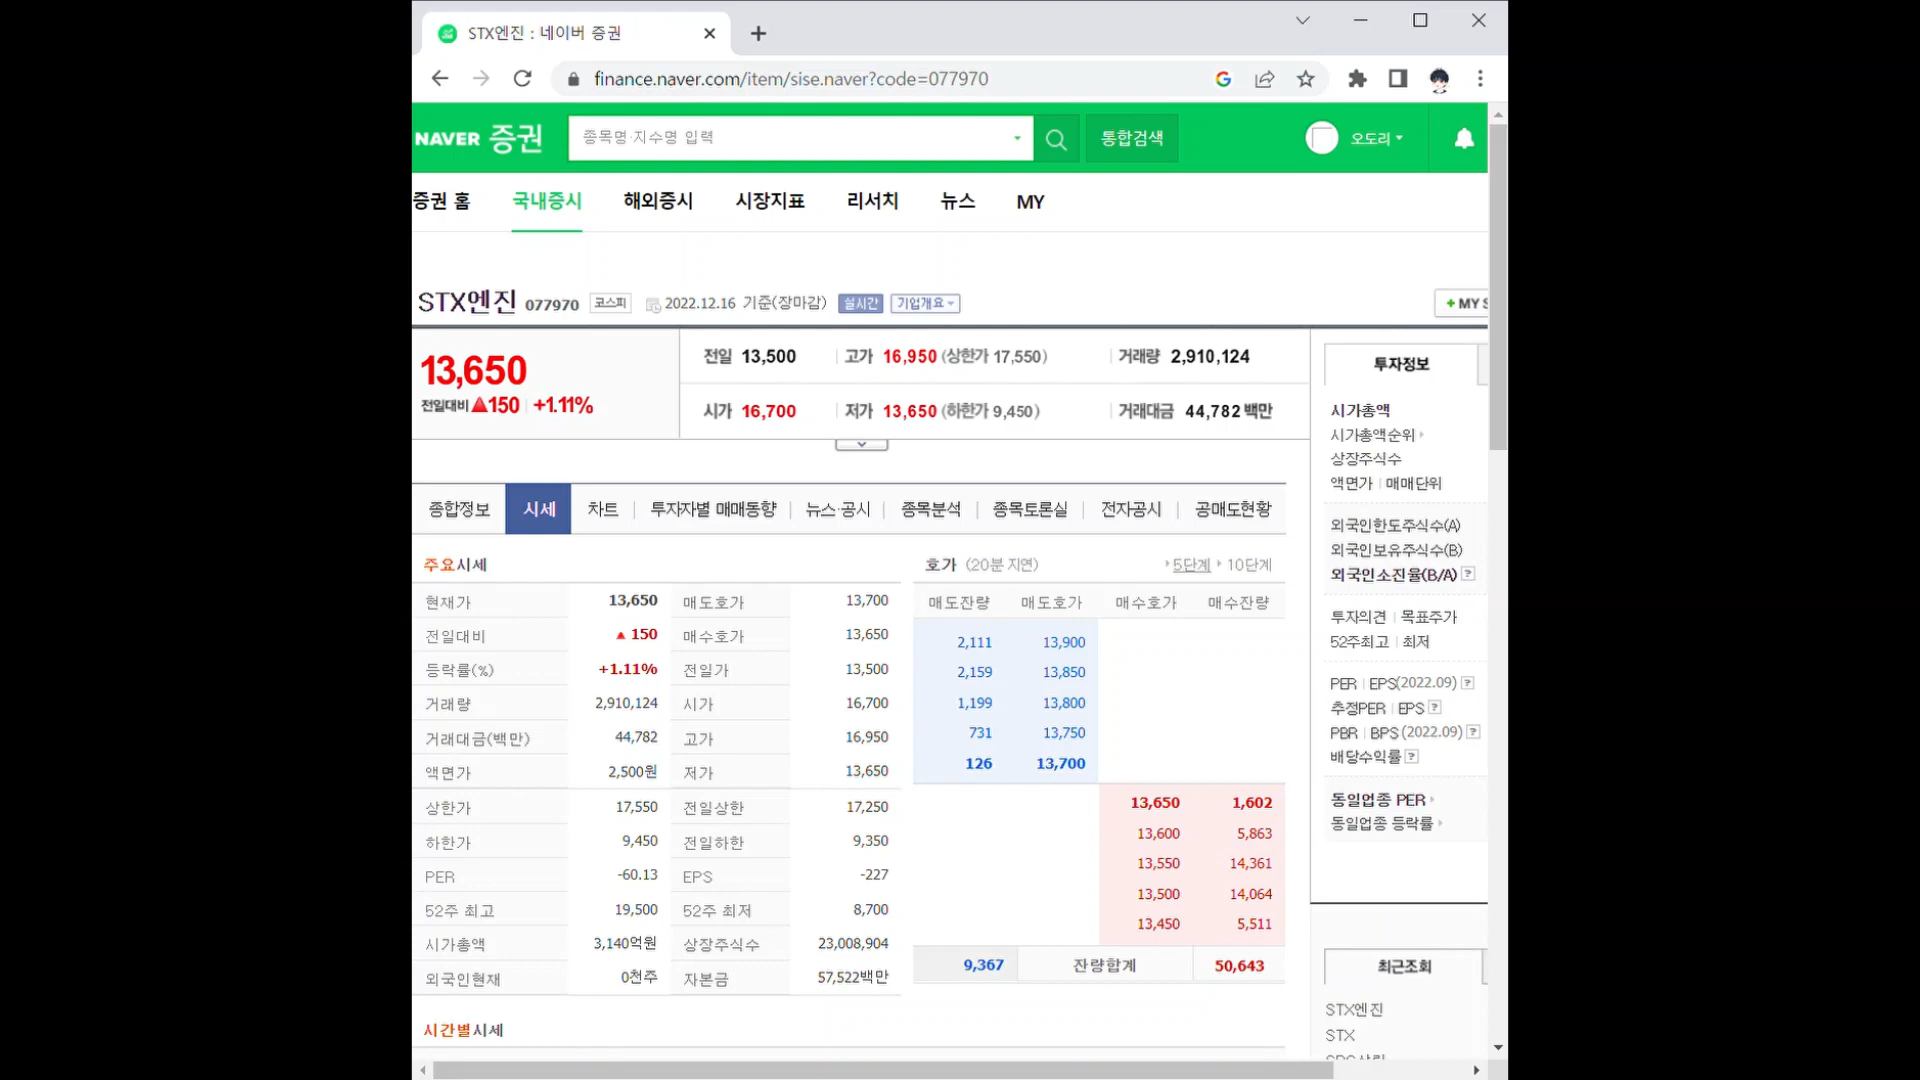 STX엔진 : 네이버 증권
finance.naver.com/item/sise.naver?code=077970
NAVER 증권
종목명·지수명 입력
통합검색
오도리
증권 홈 국내증시 해외증시 시장지표 리서치 뉴스 MY
STX엔진 077970 코스피 2022.12.16 기준(장마감) 실시간 기업개요
+ MY S
13,650
전일대비 ▲150 +1.11%
전일 13,500 고가 16,950 (상한가 17,550) 거래량 2,910,124
시가 16,700 저가 13,650 (하한가 9,450) 거래대금 44,782 백만
종합정보 시세 차트 투자자별 매매동향 뉴스·공시 종목분석 종목토론실 전자공시 공매도현황
주요시세
현재가 13,650 매도호가 13,700
전일대비 ▲ 150 매수호가 13,650
등락률(%) +1.11% 전일가 13,500
거래량 2,910,124 시가 16,700
거래대금(백만) 44,782 고가 16,950
액면가 2,500원 저가 13,650
상한가 17,550 전일상한 17,250
하한가 9,450 전일하한 9,350
PER -60.13 EPS -227
52주 최고 19,500 52주 최저 8,700
시가총액 3,140억원 상장주식수 23,008,904
외국인현재 0천주 자본금 57,522백만
호가 (20분 지연) 5단계 10단계
매도잔량 매도호가 매수호가 매수잔량
2,111 13,900
2,159 13,850
1,199 13,800
731 13,750
126 13,700
13,650 1,602
13,600 5,863
13,550 14,361
13,500 14,064
13,450 5,511
9,367 잔량합계 50,643
시간별시세
투자정보
시가총액
시가총액순위
상장주식수
액면가 매매단위
외국인한도주식수(A)
외국인보유주식수(B)
외국인소진율(B/A) ?
투자의견 목표주가
52주최고 최저
PER EPS(2022.09) ?
추정PER EPS ?
PBR BPS (2022.09) ?
배당수익률 ?
동일업종 PER
동일업종 등락률
최근조회
STX엔진
STX